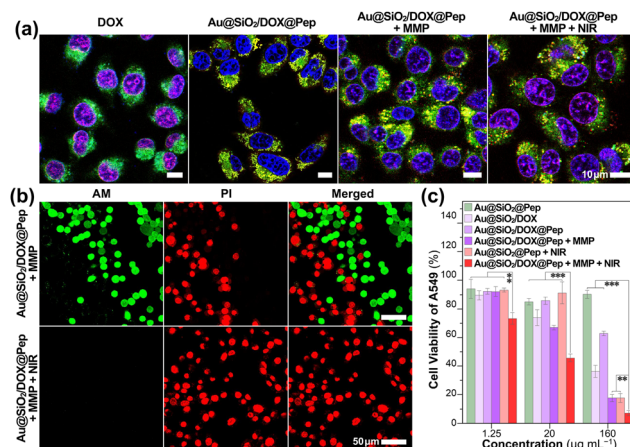 (a)
DOX
Au@SiO₂/DOX@Pep
Au@SiO₂/DOX@Pep
+ MMP
Au@SiO₂/DOX@Pep
+ MMP + NIR
10μm
(b)
AM
PI
Merged
Au@SiO₂/DOX@Pep
+ MMP
Au@SiO₂/DOX@Pep
+ MMP + NIR
50μm
(c)
Cell Viability of A549 (%)
140
120
100
80
60
40
20
0
Au@SiO₂@Pep
Au@SiO₂/DOX
Au@SiO₂/DOX@Pep
Au@SiO₂/DOX@Pep + MMP
Au@SiO₂@Pep + NIR
Au@SiO₂/DOX@Pep + MMP + NIR
*
*
***
***
**
1.25
20
160
Concentration (μg mL⁻¹)